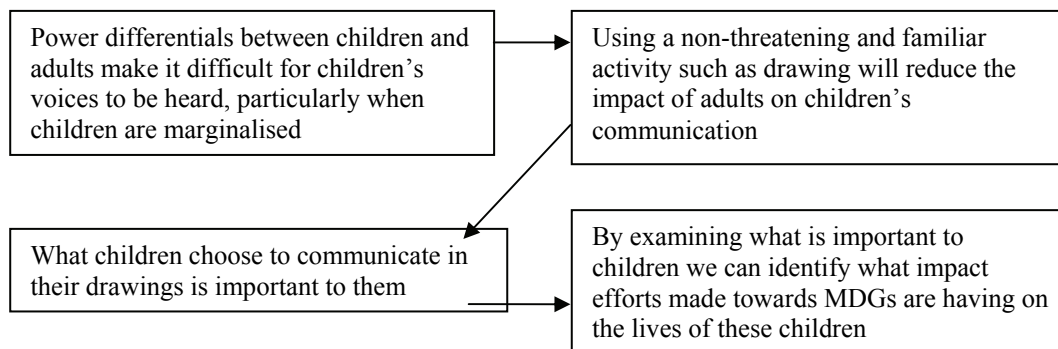 Power differentials between children and
adults make it difficult for children’s
voices to be heard, particularly when
children are marginalised
Using a non-threatening and familiar
activity such as drawing will reduce the
impact of adults on children’s
communication
What children choose to communicate in
their drawings is important to them
By examining what is important to
children we can identify what impact
efforts made towards MDGs are having on
the lives of these children